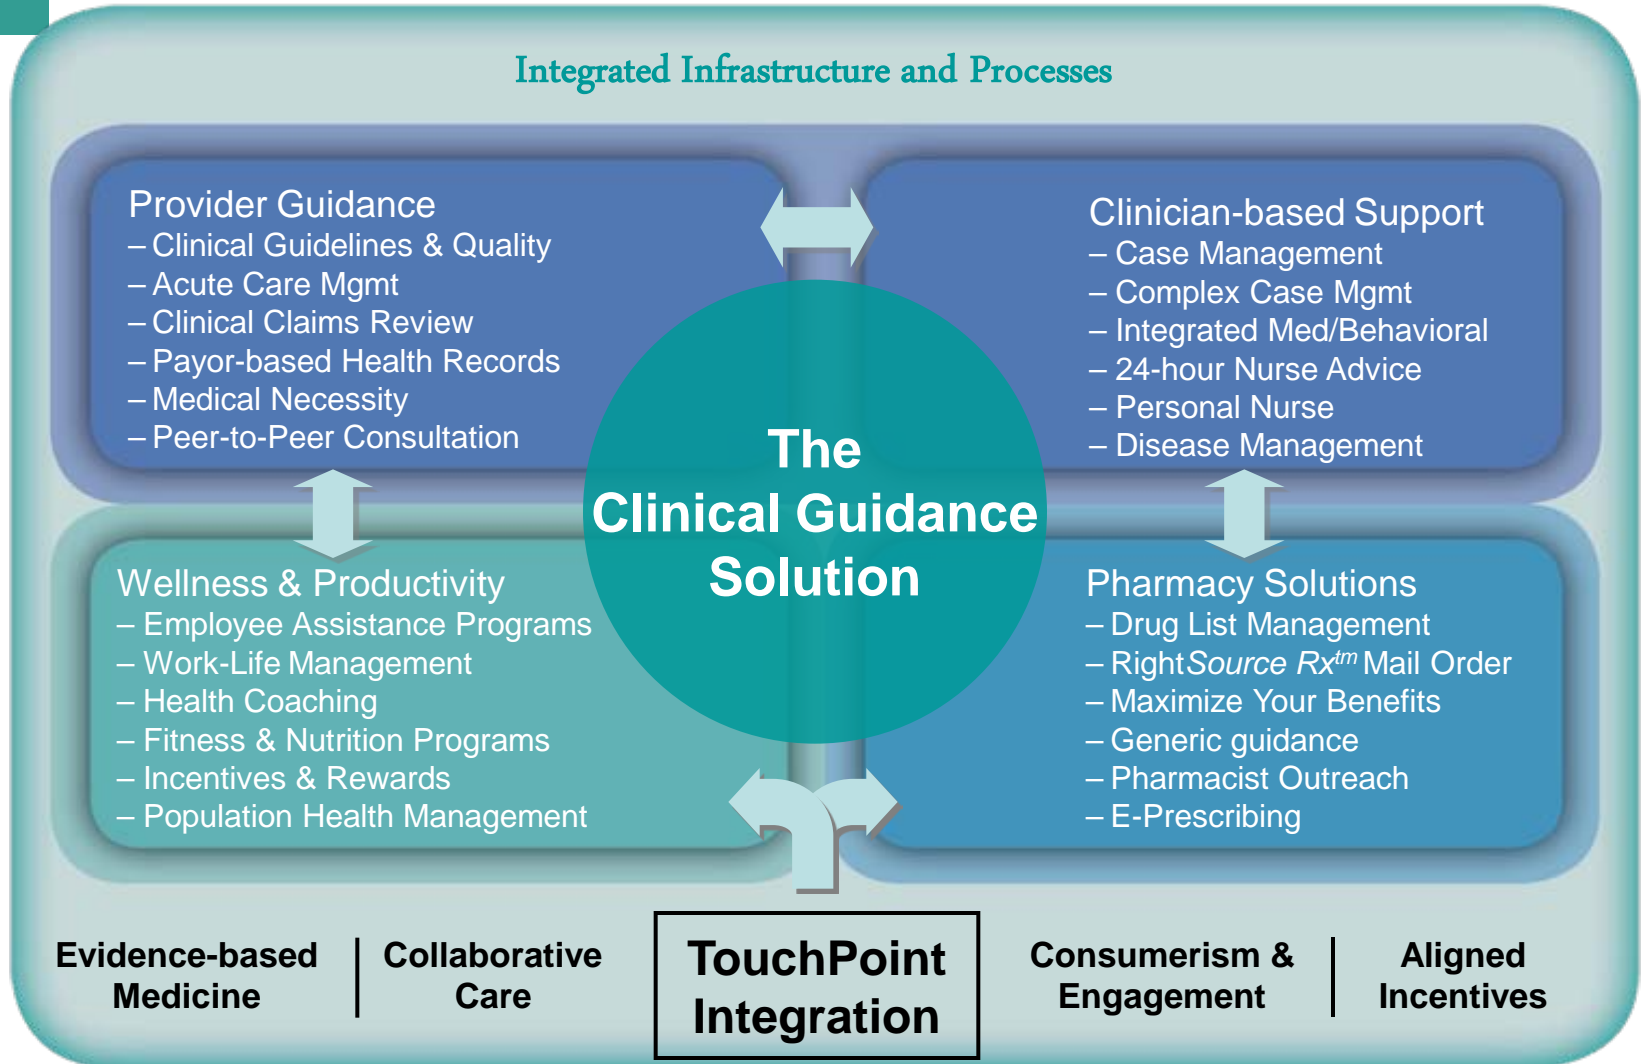 Integrated Infrastructure and Processes
Provider Guidance
– Clinical Guidelines & Quality
– Acute Care Mgmt
– Clinical Claims Review
– Payor-based Health Records
– Medical Necessity
– Peer-to-Peer Consultation
Clinician-based Support
– Case Management
– Complex Case Mgmt
– Integrated Med/Behavioral
– 24-hour Nurse Advice
– Personal Nurse
– Disease Management
The
Clinical Guidance
Solution
Wellness & Productivity
– Employee Assistance Programs
– Work-Life Management
– Health Coaching
– Fitness & Nutrition Programs
– Incentives & Rewards
– Population Health Management
Pharmacy Solutions
– Drug List Management
– RightSource Rxtm Mail Order
– Maximize Your Benefits
– Generic guidance
– Pharmacist Outreach
– E-Prescribing
Evidence-based
Medicine
Collaborative
Care
TouchPoint
Integration
Consumerism &
Engagement
Aligned
Incentives